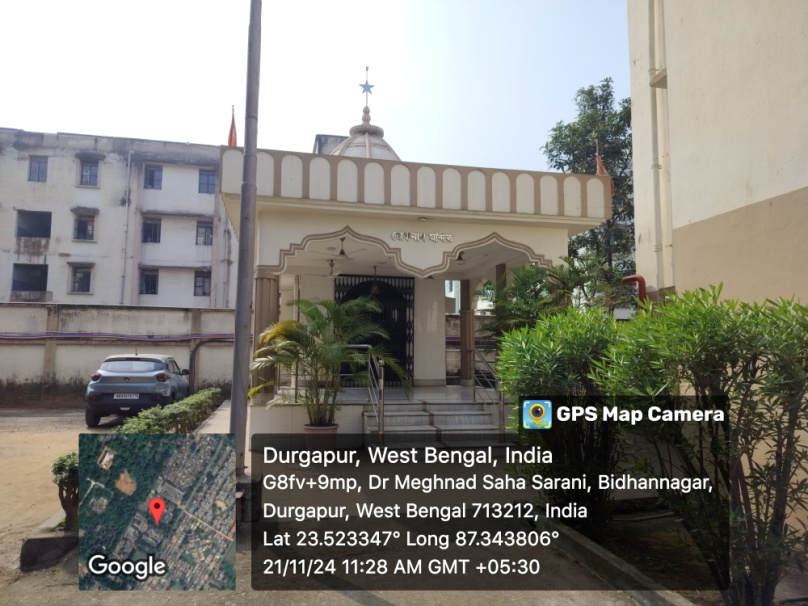 মন্দির
GPS Map Camera
Durgapur, West Bengal, India
G8fv+9mp, Dr Meghnad Saha Sarani, Bidhannagar,
Durgapur, West Bengal 713212, India
Lat 23.523347° Long 87.343806°
21/11/24 11:28 AM GMT +05:30
Google